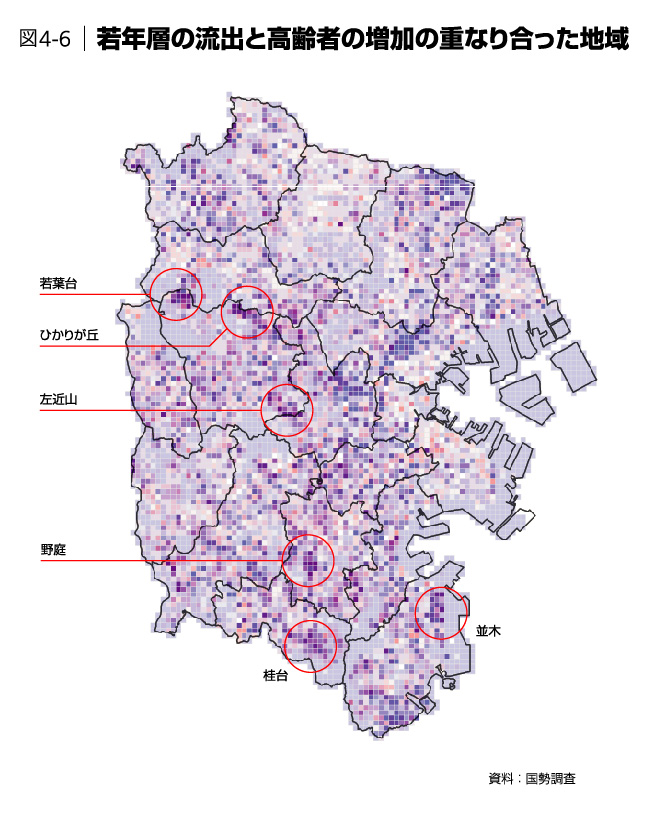 図4-6 若年層の流出と高齢者の増加の重なり合った地域
若葉台
ひかりが丘
左近山
野庭
並木
桂台
資料：国勢調査